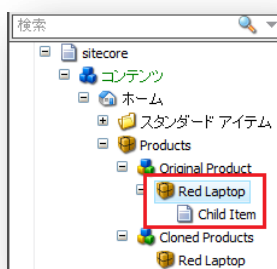 検索
sitecore
コンテンツ
ホーム
スタンダード アイテム
Products
Original Product
Red Laptop
Child Item
Cloned Products
Red Laptop